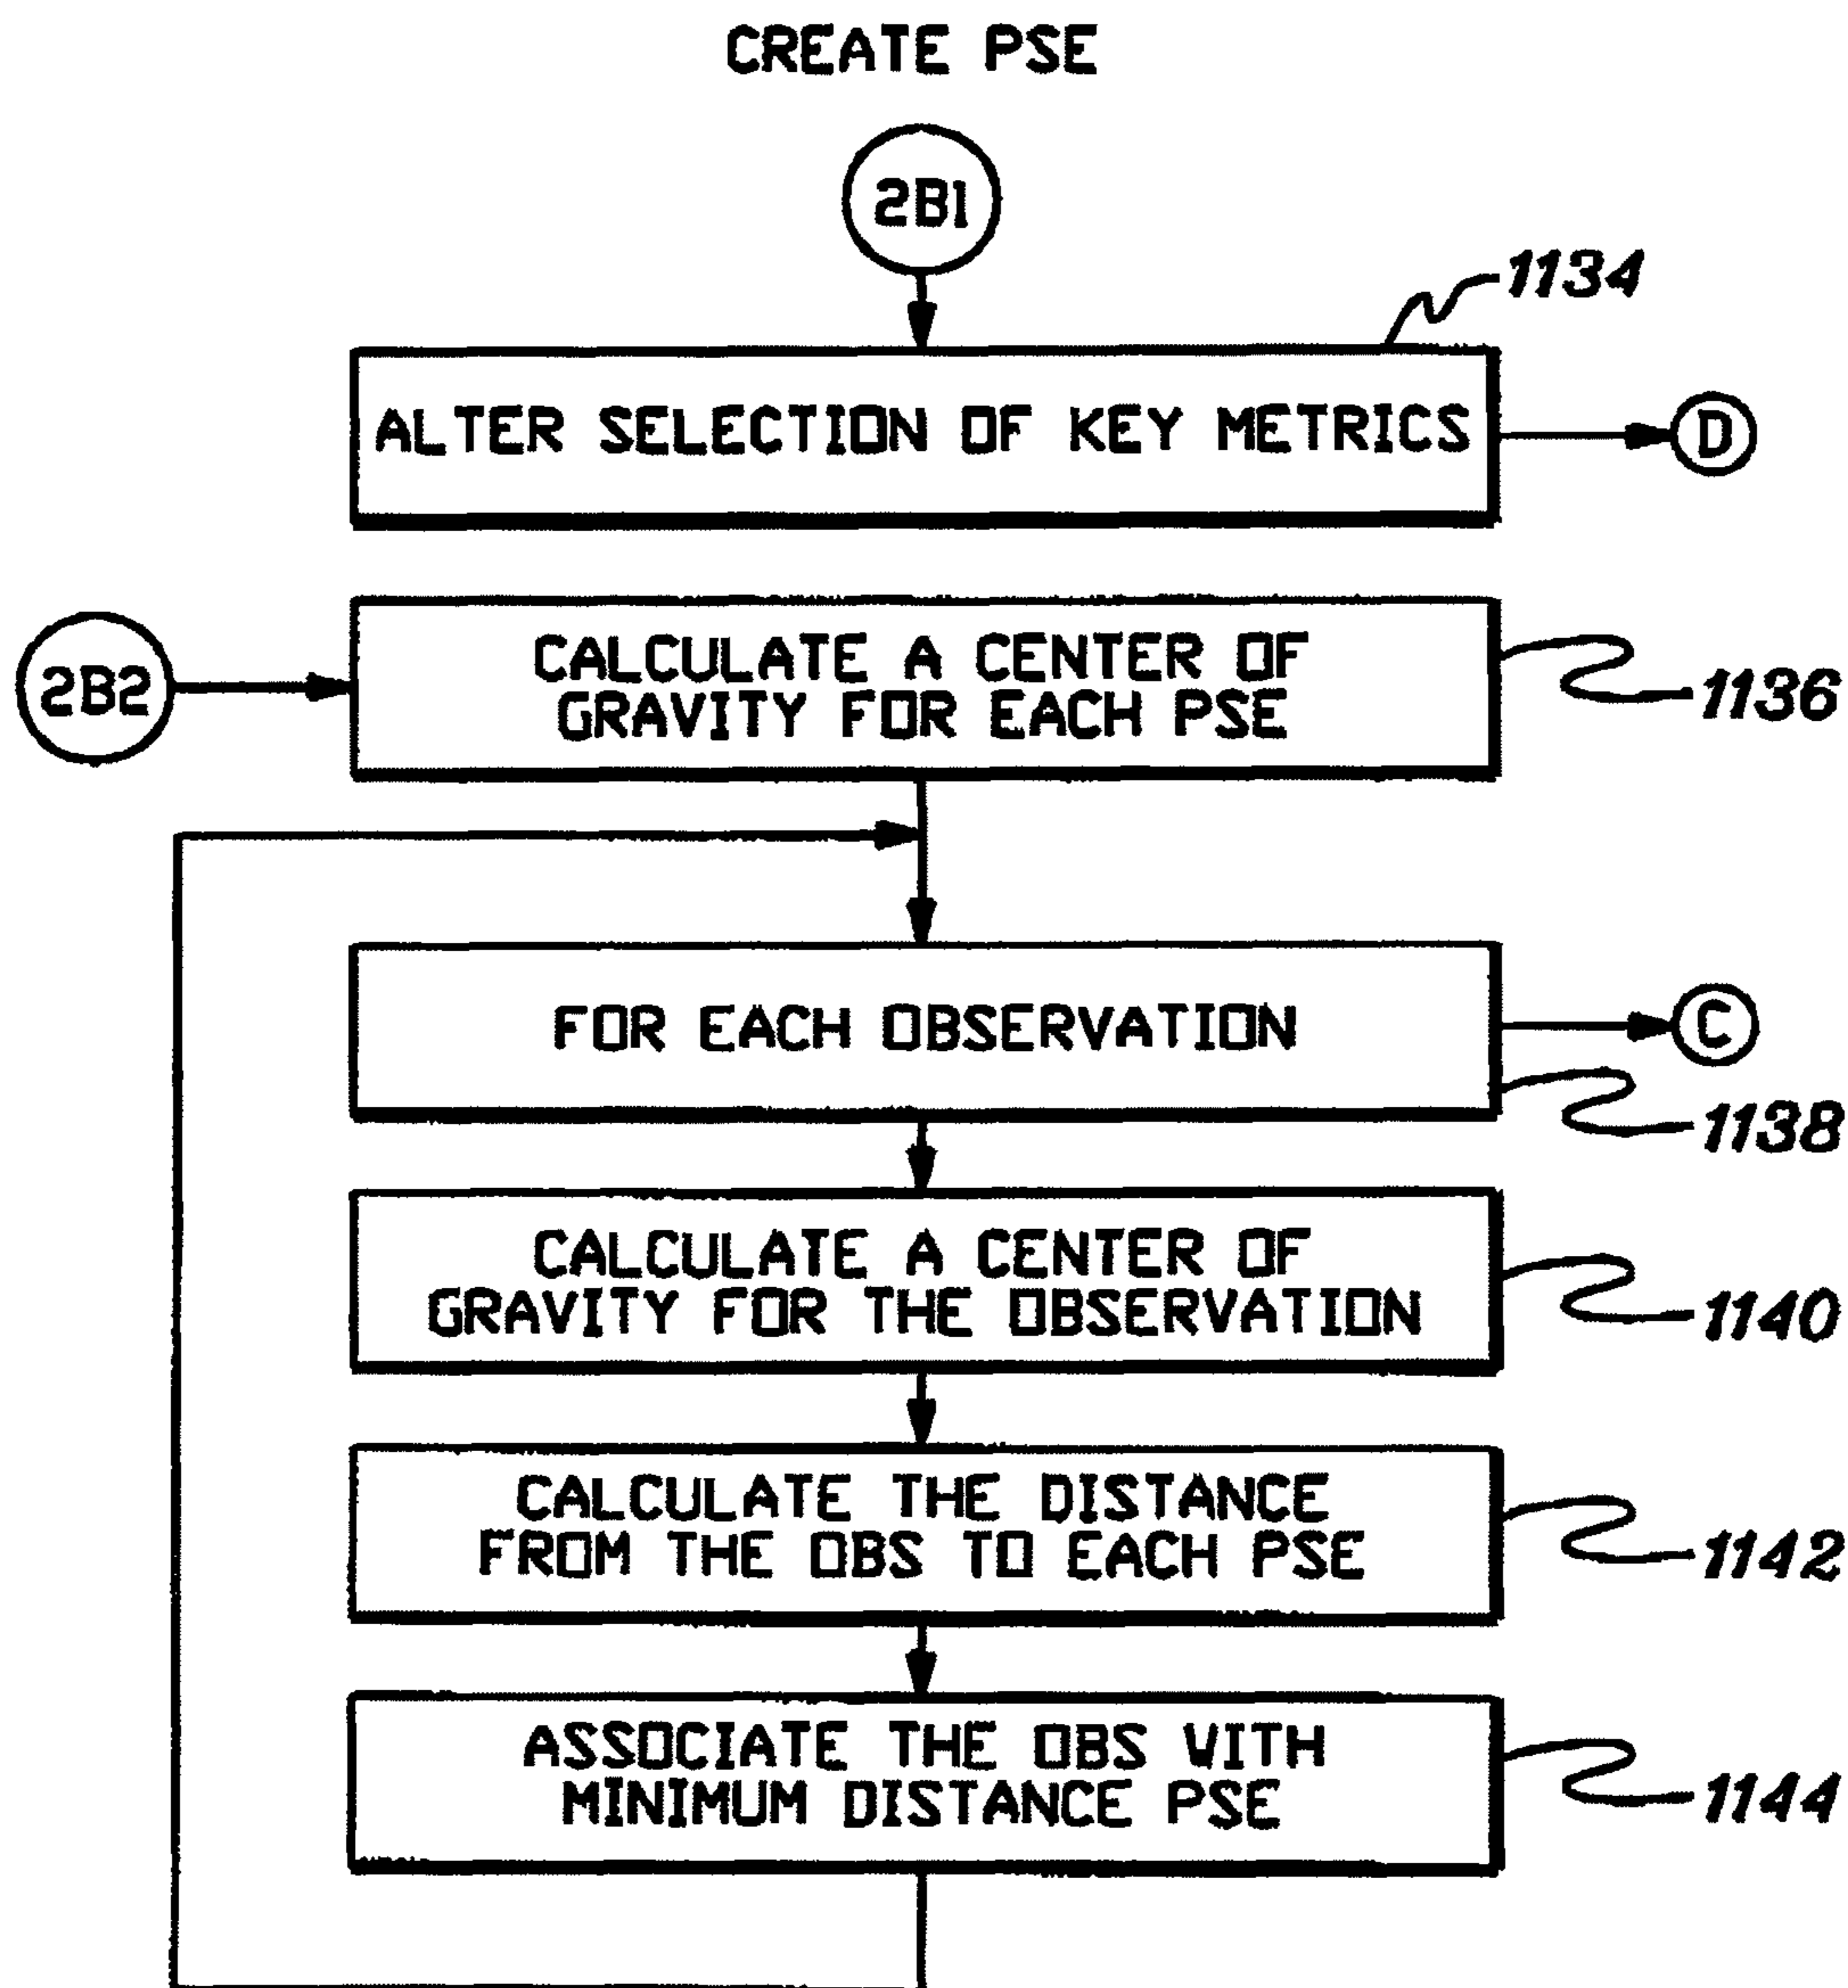 CREATE PSE
2B1
1134
ALTER SELECTION OF KEY METRICS
D
CALCULATE A CENTER OF
GRAVITY FOR EACH PSE
2B2
1136
FOR EACH OBSERVATION
C
1138
CALCULATE A CENTER OF
GRAVITY FOR THE OBSERVATION
1140
CALCULATE THE DISTANCE
FROM THE OBS TO EACH PSE
1142
ASSOCIATE THE OBS WITH
MINIMUM DISTANCE PSE
1144